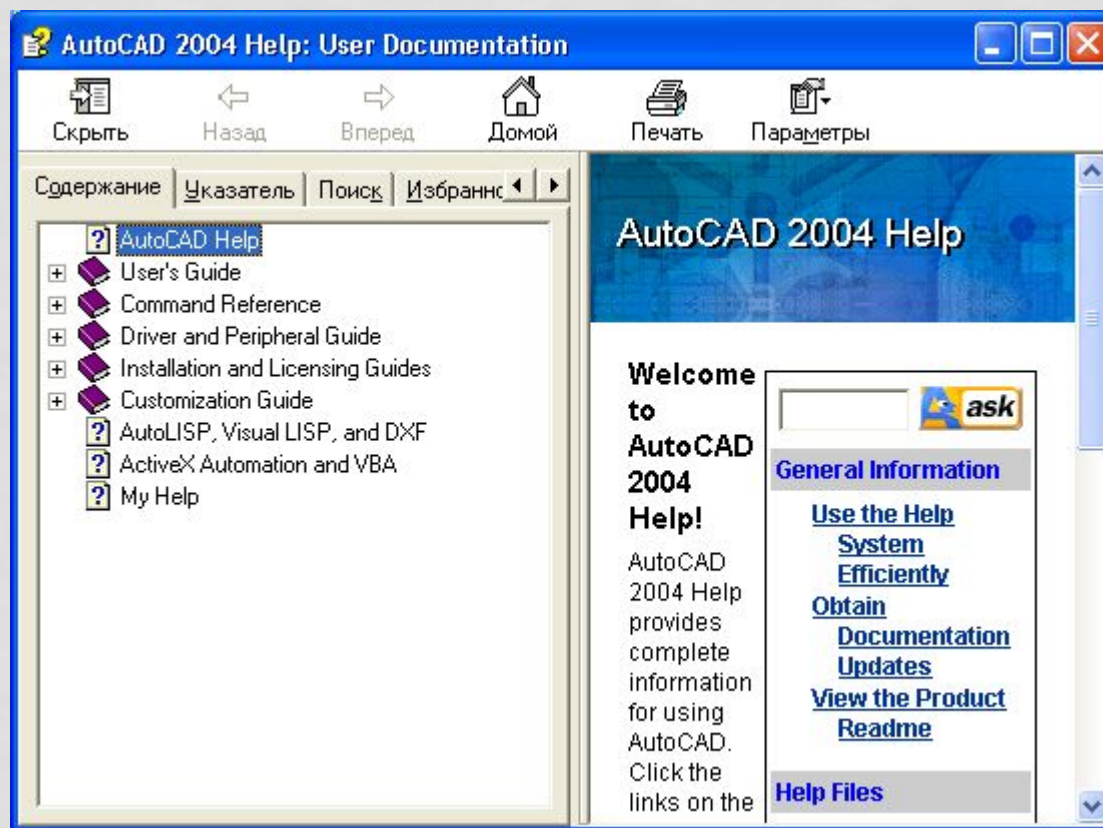 AutoCAD 2004 Help: User Documentation
Скрыть Назад Вперед Домой Печать Параметры
Содержание Указатель Поиск Избранно
AutoCAD Help
User's Guide
Command Reference
Driver and Peripheral Guide
Installation and Licensing Guides
Customization Guide
AutoLISP, Visual LISP, and DXF
ActiveX Automation and VBA
My Help
AutoCAD 2004 Help
Welcome
to
AutoCAD
2004
Help!
AutoCAD
2004 Help
provides
complete
information
for using
AutoCAD.
Click the
links on the
ask
General Information
Use the Help
System
Efficiently
Obtain
Documentation
Updates
View the Product
Readme
Help Files